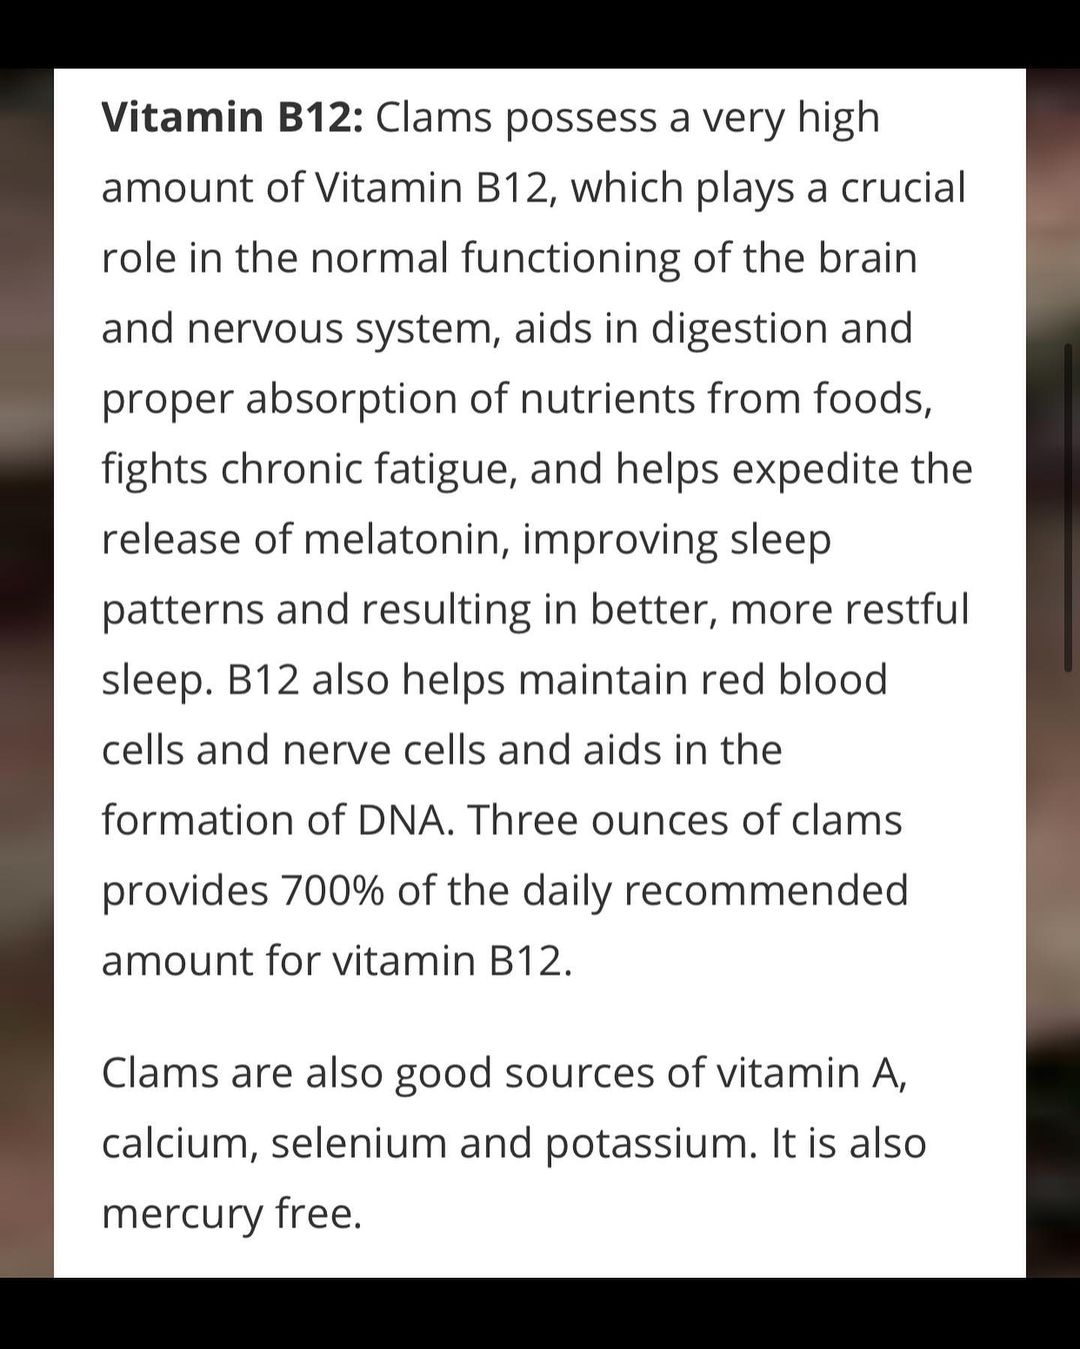 Vitamin B12: Clams possess a very high
amount of Vitamin B12, which plays a crucial
role in the normal functioning of the brain
and nervous system, aids in digestion and
proper absorption of nutrients from foods,
fights chronic fatigue, and helps expedite the
release of melatonin, improving sleep
patterns and resulting in better, more restful
sleep. B12 also helps maintain red blood
cells and nerve cells and aids in the
formation of DNA. Three ounces of clams
provides 700% of the daily recommended
amount for vitamin B12.
Clams are also good sources of vitamin A,
calcium, selenium and potassium. It is also
mercury free.